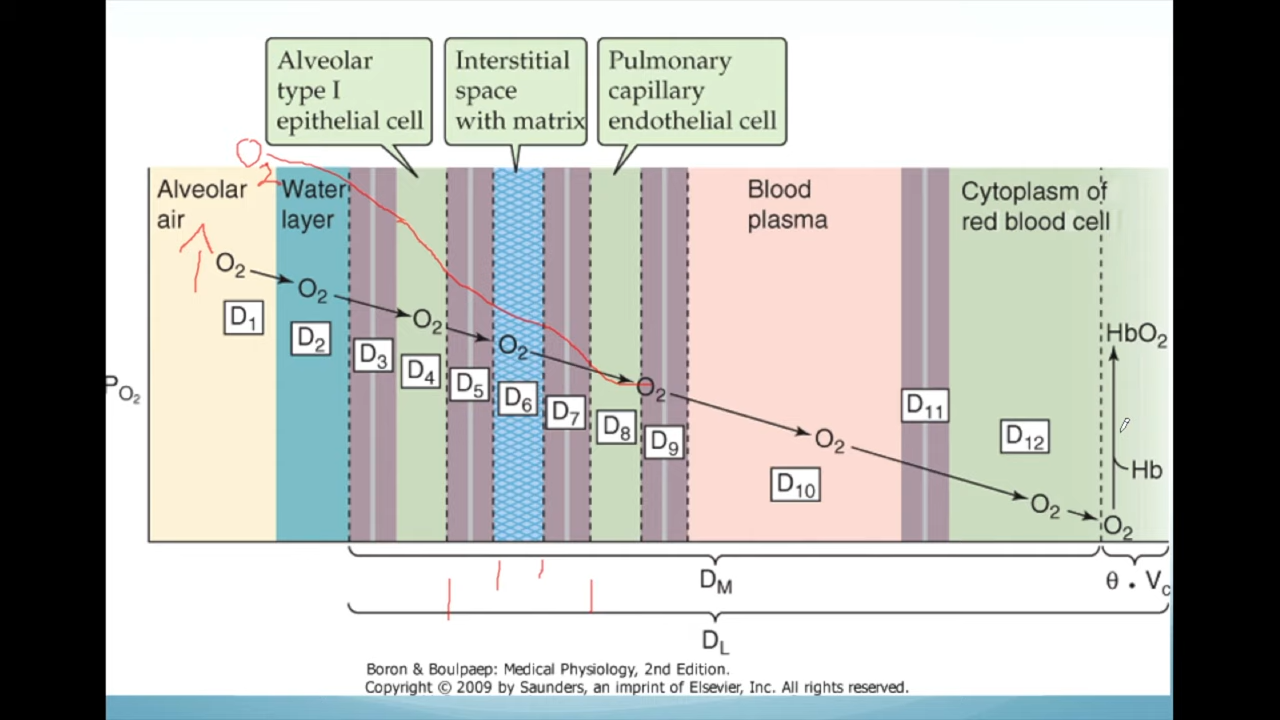 Alveolar
type I
epithelial cell
Interstitial
space
with matrix
Pulmonary
capillary
endothelial cell
O2
Alveolar
air
Water
layer
Blood
plasma
Cytoplasm of
red blood cell
O2
O2
O2
O2
O2
O2
O2
O2
D1
D2
D3
D4
D5
D6
D7
D8
D9
D10
D11
D12
PO2
HbO2
Hb
DM
θ · Vc
DL
Boron & Boulpaep: Medical Physiology, 2nd Edition.
Copyright © 2009 by Saunders, an imprint of Elsevier, Inc. All rights reserved.